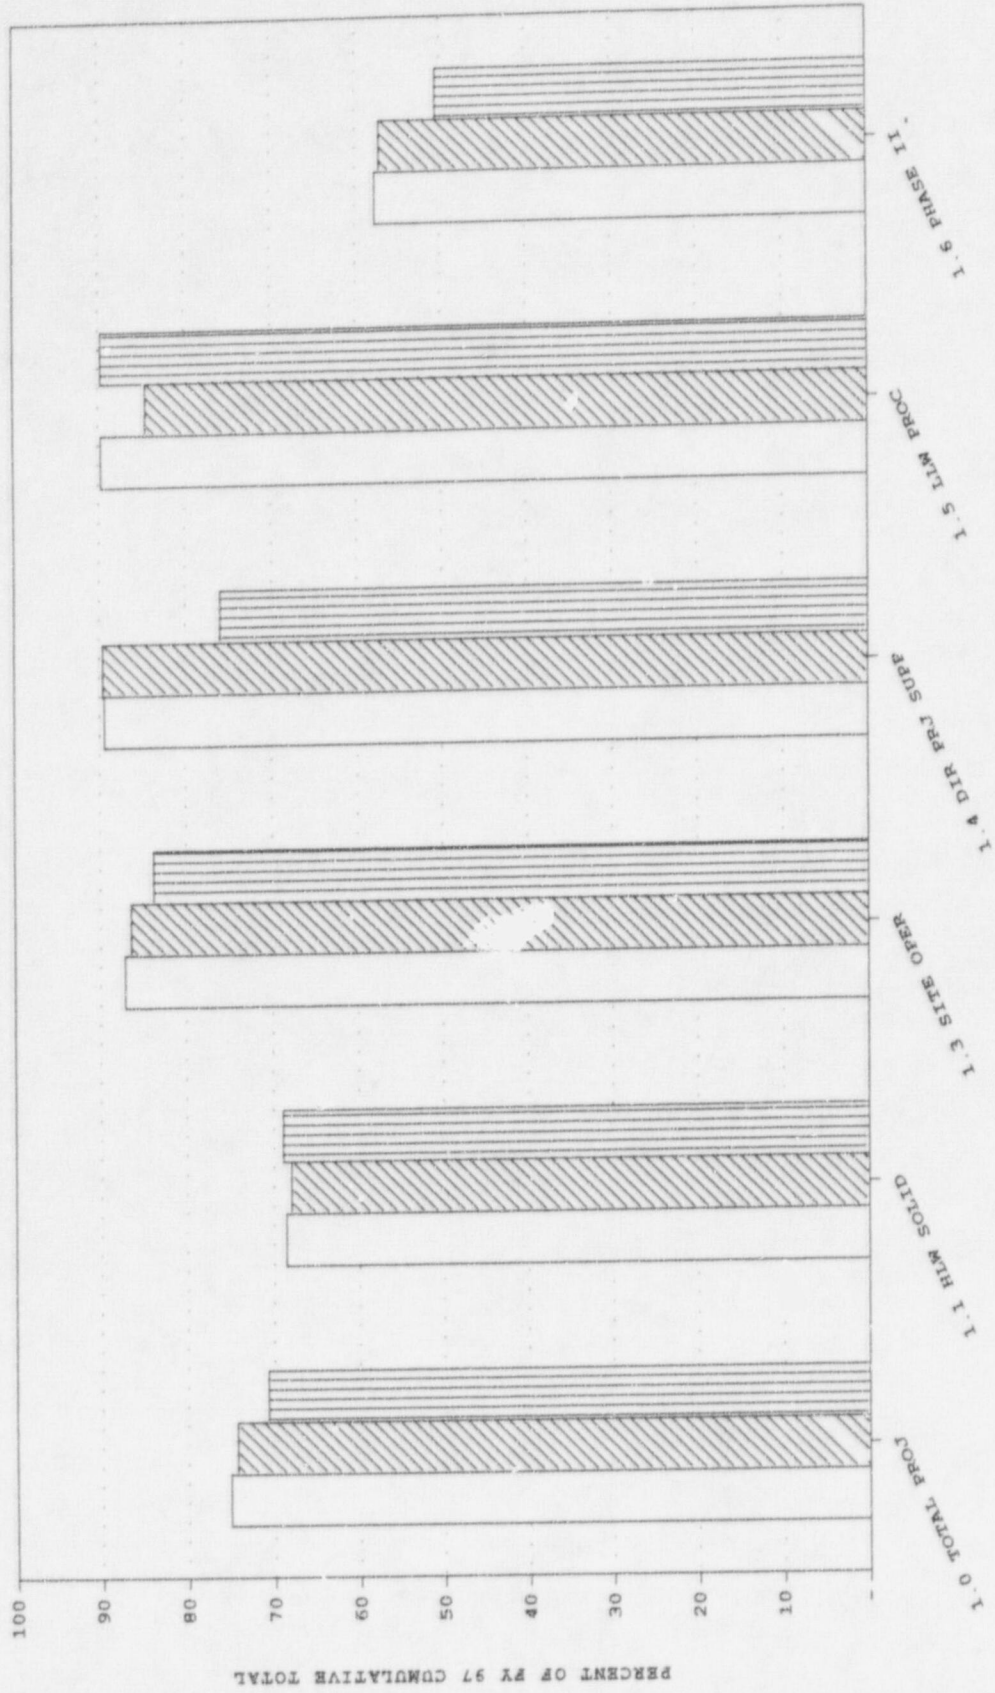 PERCENT OF FY 97 CUMULATIVE TOTAL
100
90
80
70
60
50
40
30
20
10
-
1.0 TOTAL PROJ
1.1 HLW SOLID
1.3 SITE OPER
1.4 DIR PRJ SUPP
1.5 LLW PROC
1.6 PHASE II